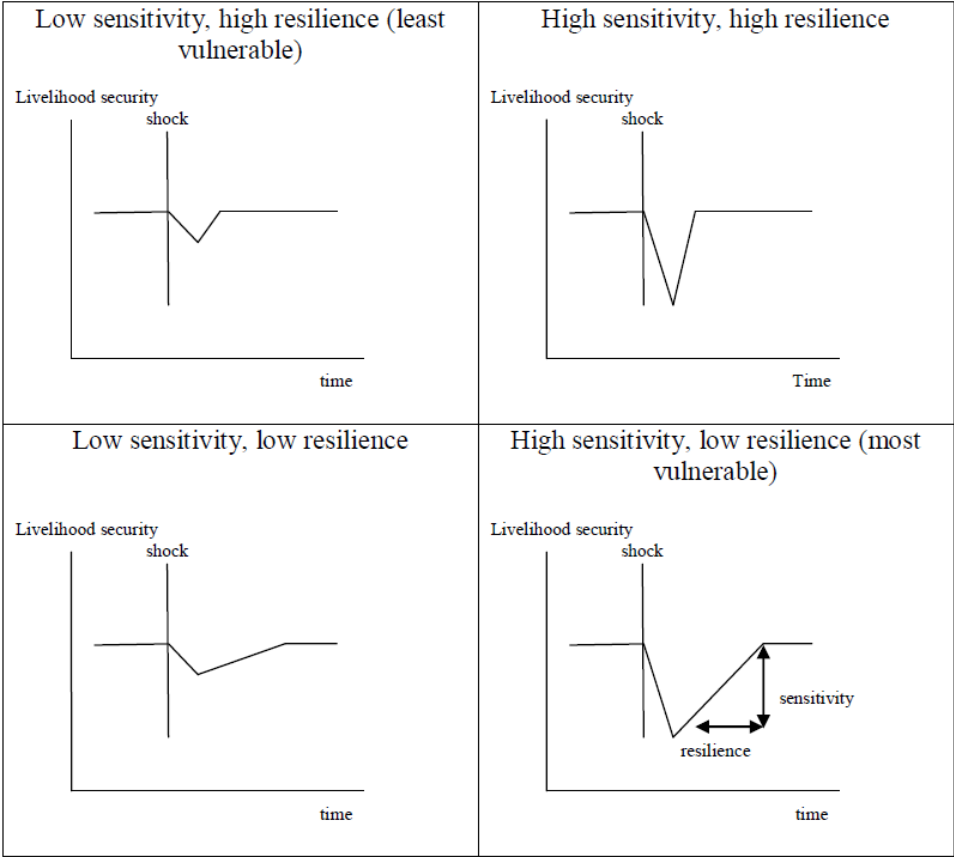 Low sensitivity, high resilience (least
vulnerable)
Livelihood security
shock
time
High sensitivity, high resilience
Livelihood security
shock
Time
Low sensitivity, low resilience
Livelihood security
shock
time
High sensitivity, low resilience (most
vulnerable)
Livelihood security
shock
sensitivity
resilience
time